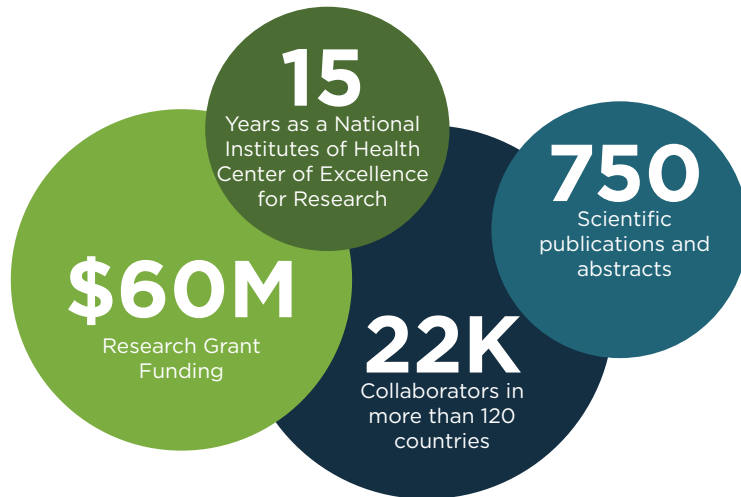 15
Years as a National
Institutes of Health
Center of Excellence
for Research
750
Scientific
publications and
abstracts
$60M
Research Grant
Funding
22K
Collaborators in
more than 120
countries